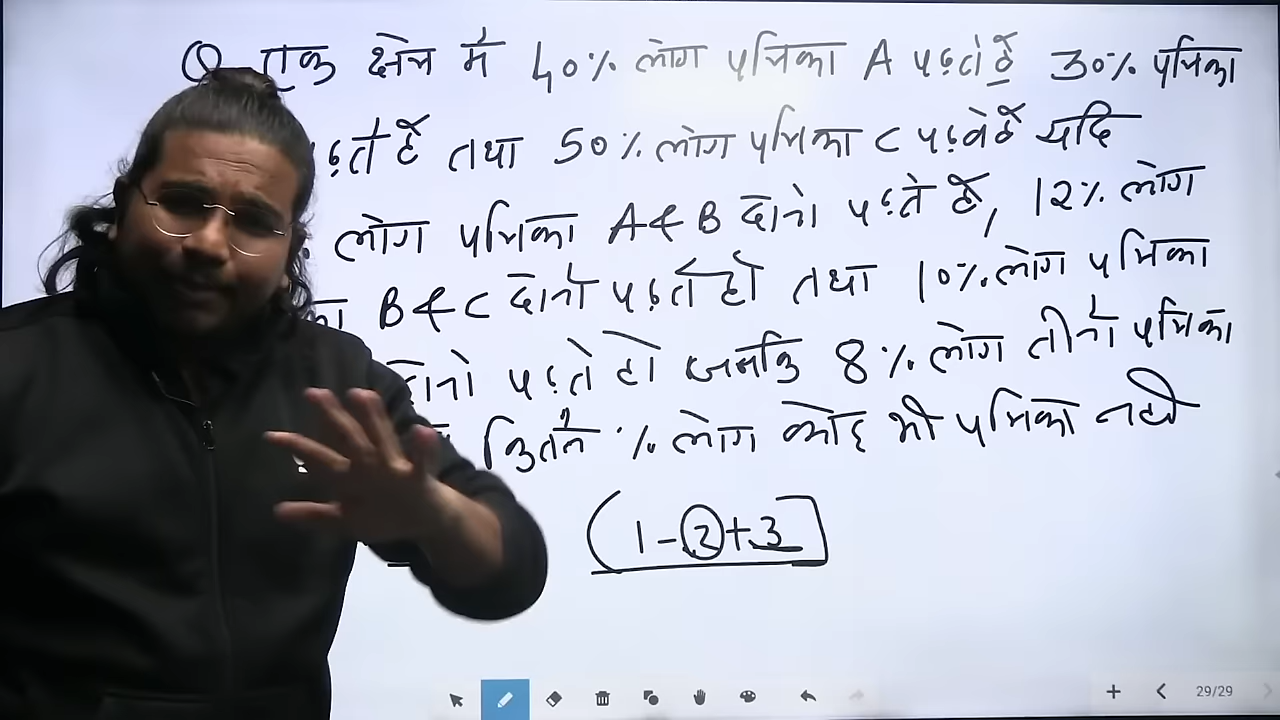 Q एक क्षेत्र में 40% लोग पत्रिका A पढ़ते है 30% पत्रिका
पढ़ते है तथा 50% लोग पत्रिका C पढ़ते है यदि
लोग पत्रिका A & B दोनो पढ़ते है, 12% लोग
का B & C दोनो पढ़ते हो तथा 10% लोग पत्रिका
दोनो पढ़ते हो जबकि 8% लोग तीनो पत्रिका
कितने % लोग कोई भी पत्रिका नही
(1-2+3]
29/29